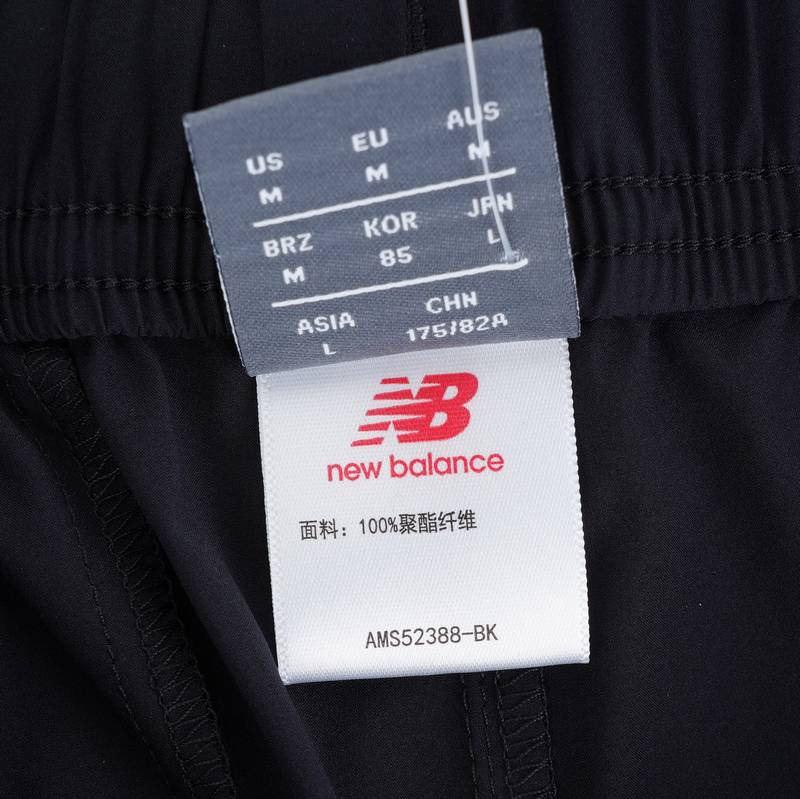 US EU AUS
M M M
BRZ KOR JPN
M 85 L
ASIA CHN
L 175/82A
NB
new balance
面料：100%聚酯纤维
AMS52388-BK